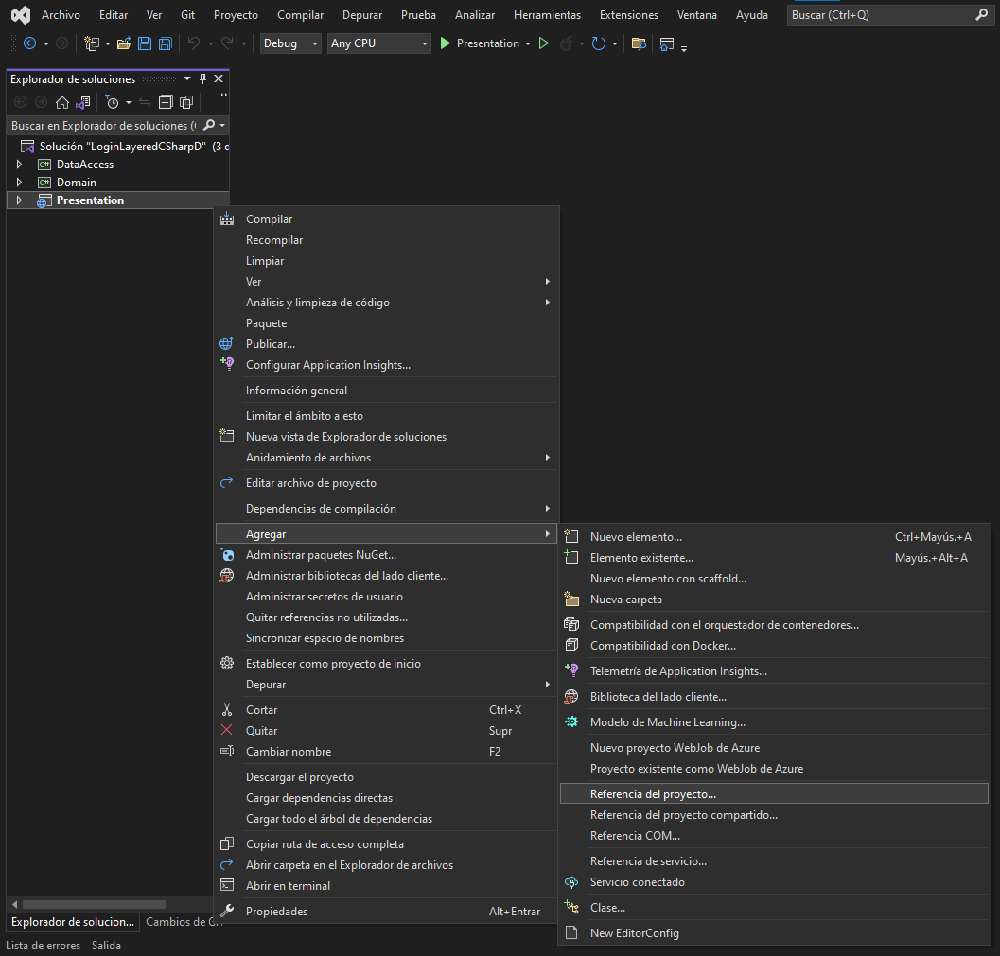 Archivo Editar Ver Git Proyecto Compilar Depurar Prueba Analizar Herramientas Extensiones Ventana Ayuda Buscar (Ctrl+Q)
Debug Any CPU Presentation
Explorador de soluciones
Buscar en Explorador de soluciones (
Solución "LoginLayeredCSharpD" (3 
C# DataAccess
C# Domain
Presentation
Compilar
Recompilar
Limpiar
Ver
Análisis y limpieza de código
Paquete
Publicar...
Configurar Application Insights...
Información general
Limitar el ámbito a esto
Nueva vista de Explorador de soluciones
Anidamiento de archivos
Editar archivo de proyecto
Dependencias de compilación
Agregar
Administrar paquetes NuGet...
Administrar bibliotecas del lado cliente...
Administrar secretos de usuario
Quitar referencias no utilizadas...
Sincronizar espacio de nombres
Establecer como proyecto de inicio
Depurar
Cortar Ctrl+X
Quitar Supr
Cambiar nombre F2
Descargar el proyecto
Cargar dependencias directas
Cargar todo el árbol de dependencias
Copiar ruta de acceso completa
Abrir carpeta en el Explorador de archivos
Abrir en terminal
Propiedades Alt+Entrar
Nuevo elemento... Ctrl+Mayús.+A
Elemento existente... Mayús.+Alt+A
Nuevo elemento con scaffold...
Nueva carpeta
Compatibilidad con el orquestador de contenedores...
Compatibilidad con Docker...
Telemetría de Application Insights...
Biblioteca del lado cliente...
Modelo de Machine Learning...
Nuevo proyecto WebJob de Azure
Proyecto existente como WebJob de Azure
Referencia del proyecto...
Referencia del proyecto compartido...
Referencia COM...
Referencia de servicio...
Servicio conectado
Clase...
New EditorConfig
Explorador de solucion... Cambios de
Lista de errores Salida